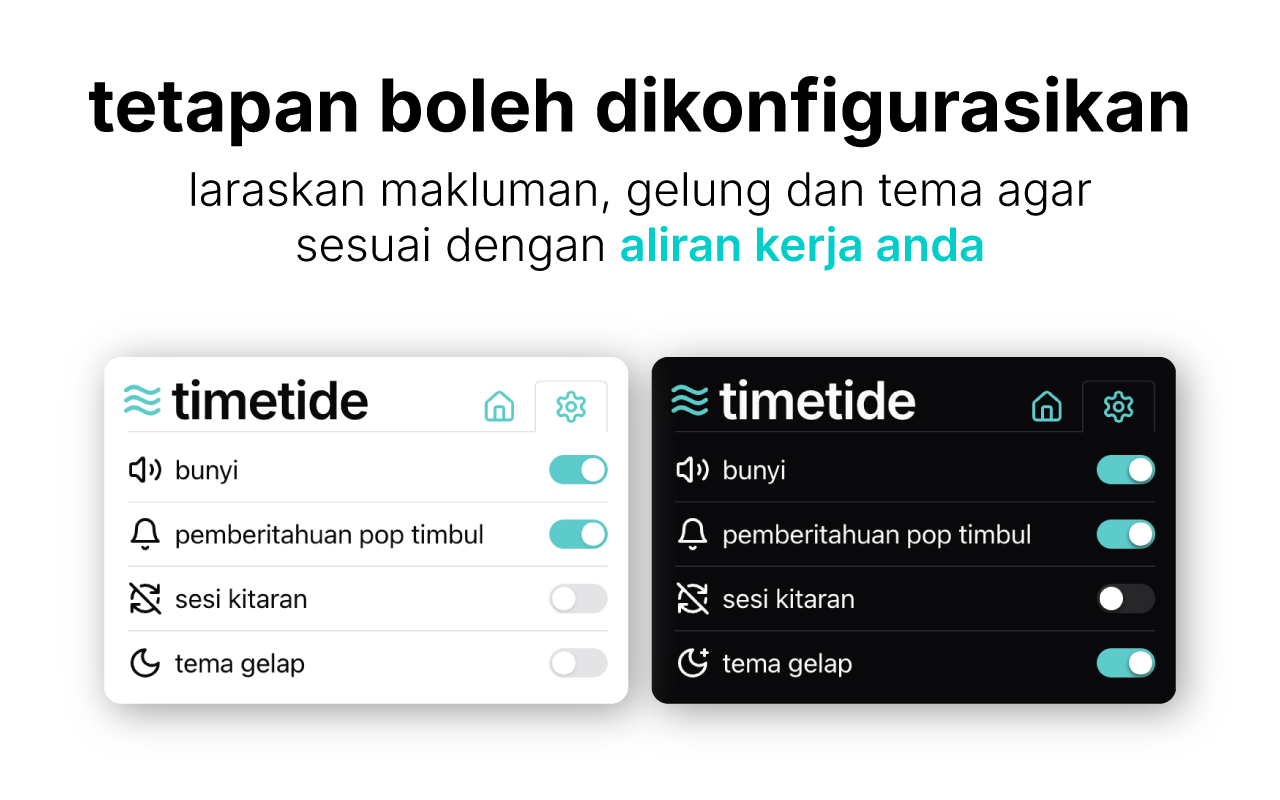 tetapan boleh dikonfigurasikan
laraskan makluman, gelung dan tema agar
sesuai dengan aliran kerja anda
timetide
bunyi
pemberitahuan pop timbul
sesi kitaran
tema gelap
timetide
bunyi
pemberitahuan pop timbul
sesi kitaran
tema gelap